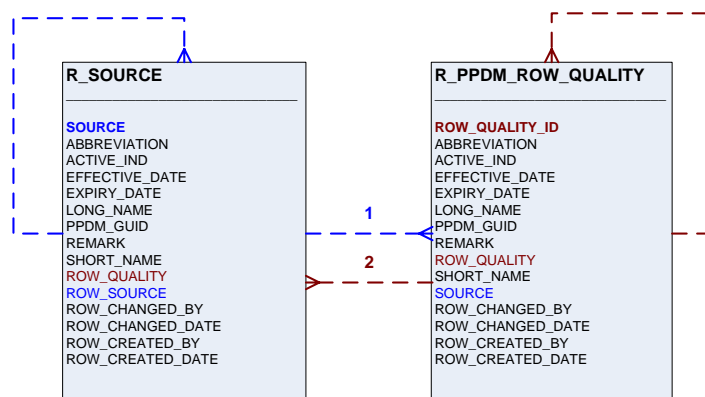 R_SOURCE
SOURCE
ABBREVIATION
ACTIVE_IND
EFFECTIVE_DATE
EXPIRY_DATE
LONG_NAME
PPDM_GUID
REMARK
SHORT_NAME
ROW_QUALITY
ROW_SOURCE
ROW_CHANGED_BY
ROW_CHANGED_DATE
ROW_CREATED_BY
ROW_CREATED_DATE
1
2
R_PPDM_ROW_QUALITY
ROW_QUALITY_ID
ABBREVIATION
ACTIVE_IND
EFFECTIVE_DATE
EXPIRY_DATE
LONG_NAME
PPDM_GUID
REMARK
ROW_QUALITY
SHORT_NAME
SOURCE
ROW_CHANGED_BY
ROW_CHANGED_DATE
ROW_CREATED_BY
ROW_CREATED_DATE